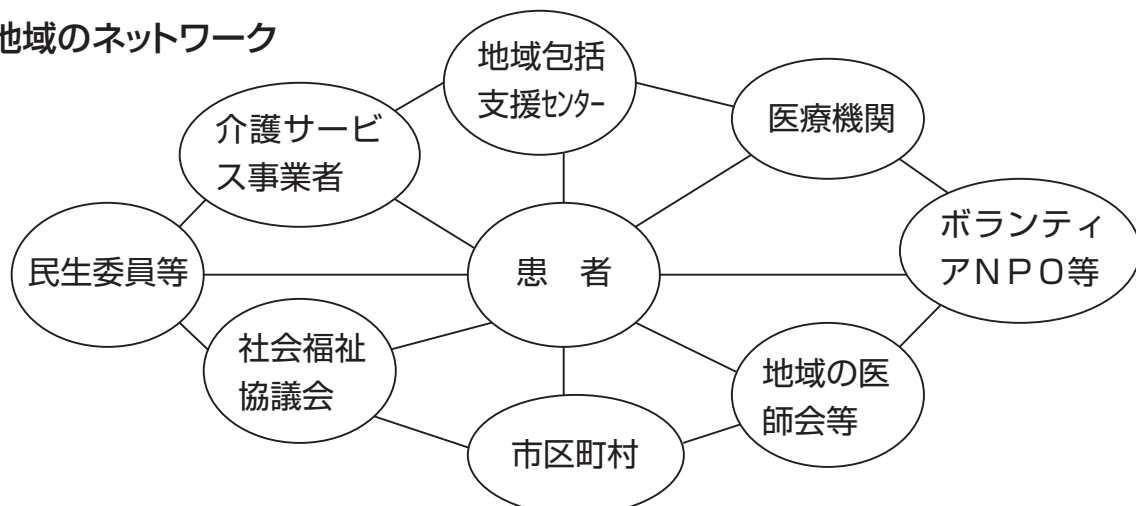 地域のネットワーク
地域包括
支援センター
介護サービ
ス事業者
医療機関
ボランティ
アNPO等
民生委員等
患　者
社会福祉
協議会
地域の医
師会等
市区町村